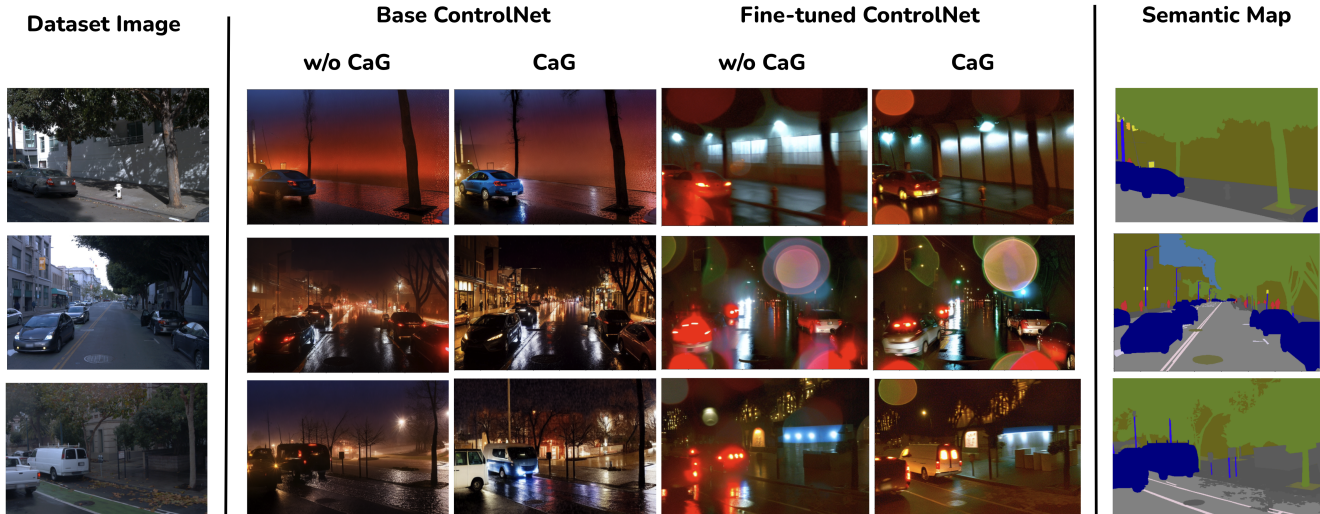 Dataset Image
Base ControlNet
Fine-tuned ControlNet
Semantic Map
w/o CaG
CaG
w/o CaG
CaG